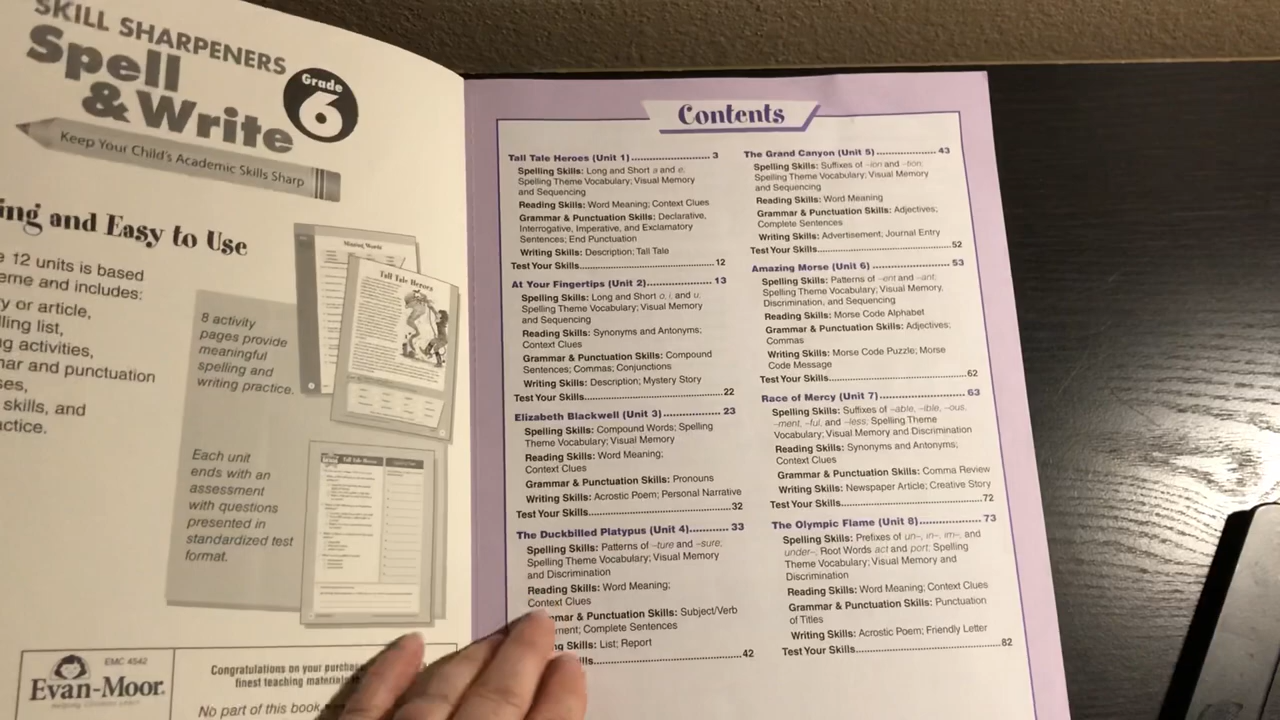 SKILL SHARPENERS
Spell
& Write
Grade
6
Keep Your Child's Academic Skills Sharp
and Easy to Use
12 units is based
and includes:
y or article,
list,
activities,
and punctuation
skills, and
8 activity
pages provide
meaningful
spelling and
writing practice.
Missing Words
Tall Tale Heroes
Each unit
ends with an
assessment
with questions
presented in
standardized test
format.
Tall Tale Heroes
EMC 4542
Evan-Moor®
Helping Children Learn
Congratulations on your
finest teaching
No part of this book
Contents
Tall Tale Heroes (Unit 1) 3
Spelling Skills: Long and Short a and e;
Spelling Theme Vocabulary; Visual Memory
and Sequencing
Reading Skills: Word Meaning; Context Clues
Grammar & Punctuation Skills: Declarative,
Interrogative, Imperative, and Exclamatory
Sentences; End Punctuation
Writing Skills: Description; Tall Tale
Test Your Skills 12
At Your Fingertips (Unit 2) 13
Spelling Skills: Long and Short o, i, and u;
Spelling Theme Vocabulary; Visual Memory
and Sequencing
Reading Skills: Synonyms and Antonyms;
Context Clues
Grammar & Punctuation Skills: Compound
Sentences; Commas; Conjunctions
Writing Skills: Description; Mystery Story
Test Your Skills 22
Elizabeth Blackwell (Unit 3) 23
Spelling Skills: Compound Words; Spelling
Theme Vocabulary; Visual Memory
Reading Skills: Word Meaning;
Context Clues
Grammar & Punctuation Skills: Pronouns
Writing Skills: Acrostic Poem; Personal Narrative
Test Your Skills 32
The Duckbilled Platypus (Unit 4) 33
Spelling Skills: Patterns of –ture and –sure;
Spelling Theme Vocabulary; Visual Memory
and Discrimination
Reading Skills: Word Meaning;
Context Clues
mmar & Punctuation Skills: Subject/Verb
ment; Complete Sentences
ng Skills: List; Report
lls 42
The Grand Canyon (Unit 5) 43
Spelling Skills: Suffixes of –ion and –tion;
Spelling Theme Vocabulary; Visual Memory
and Sequencing
Reading Skills: Word Meaning
Grammar & Punctuation Skills: Adjectives;
Complete Sentences
Writing Skills: Advertisement; Journal Entry
Test Your Skills 52
Amazing Morse (Unit 6) 53
Spelling Skills: Patterns of –ent and –ant;
Spelling Theme Vocabulary; Visual Memory,
Discrimination, and Sequencing
Reading Skills: Morse Code Alphabet
Grammar & Punctuation Skills: Adjectives;
Commas
Writing Skills: Morse Code Puzzle; Morse
Code Message
Test Your Skills 62
Race of Mercy (Unit 7) 63
Spelling Skills: Suffixes of –able, –ible, –ous,
–ment, –ful, and –less; Spelling Theme
Vocabulary; Visual Memory and Discrimination
Reading Skills: Synonyms and Antonyms;
Context Clues
Grammar & Punctuation Skills: Comma Review
Writing Skills: Newspaper Article; Creative Story
Test Your Skills 72
The Olympic Flame (Unit 8) 73
Spelling Skills: Prefixes of un–, in–, im–, and
under–, Root Words act and port; Spelling
Theme Vocabulary; Visual Memory and
Discrimination
Reading Skills: Word Meaning; Context Clues
Grammar & Punctuation Skills: Punctuation
of Titles
Writing Skills: Acrostic Poem; Friendly Letter
Test Your Skills 82